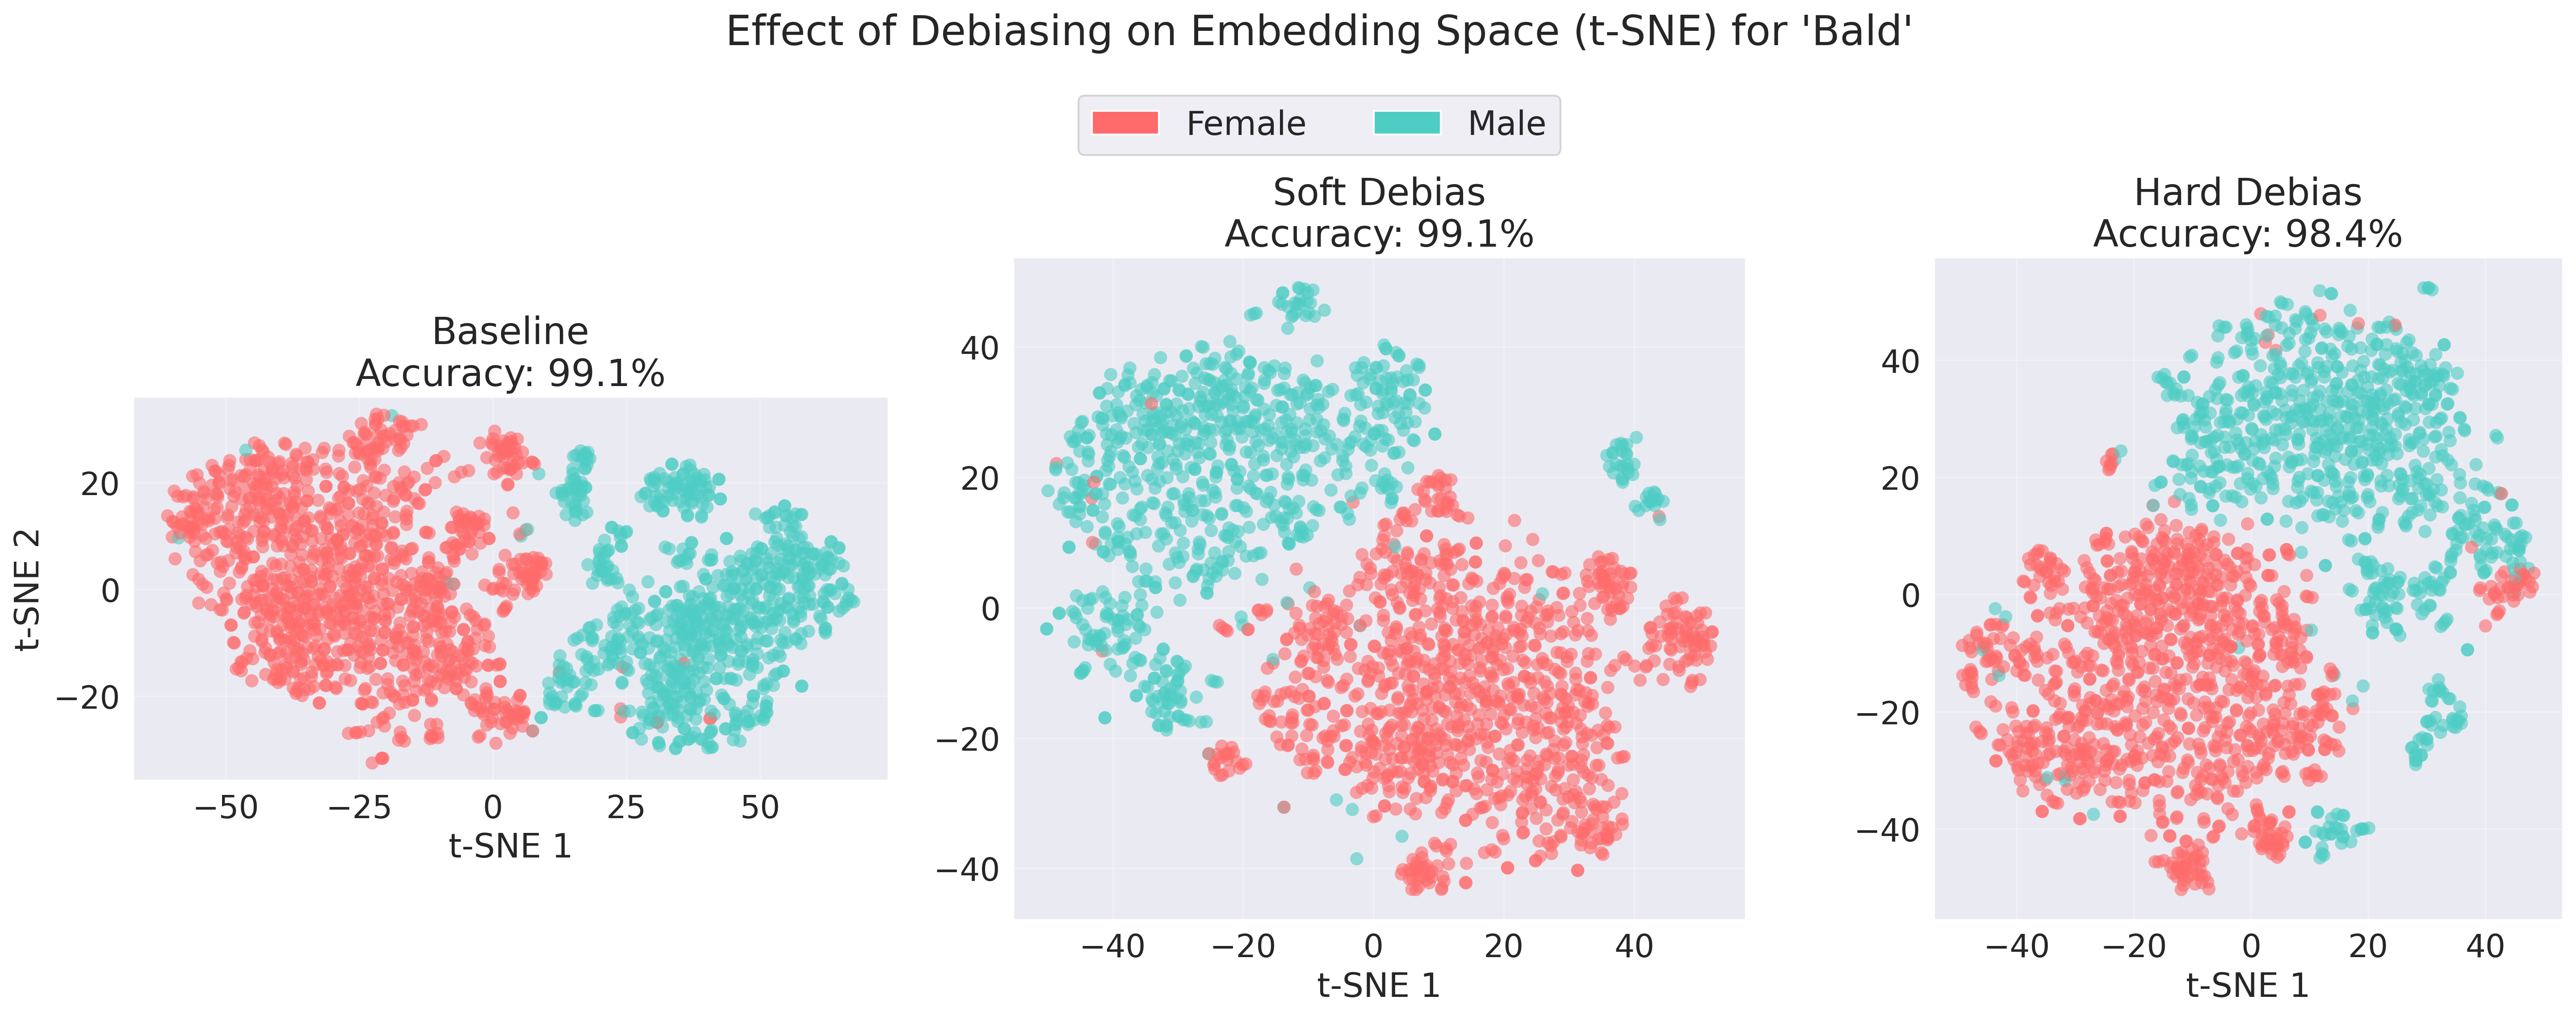 Effect of Debiasing on Embedding Space (t-SNE) for 'Bald'
Female
Male
Baseline
Accuracy: 99.1%
t-SNE 2
20
0
−20
−50
−25
0
25
50
t-SNE 1
Soft Debias
Accuracy: 99.1%
40
20
0
−20
−40
−40
−20
0
20
40
t-SNE 1
Hard Debias
Accuracy: 98.4%
40
20
0
−20
−40
−40
−20
0
20
40
t-SNE 1